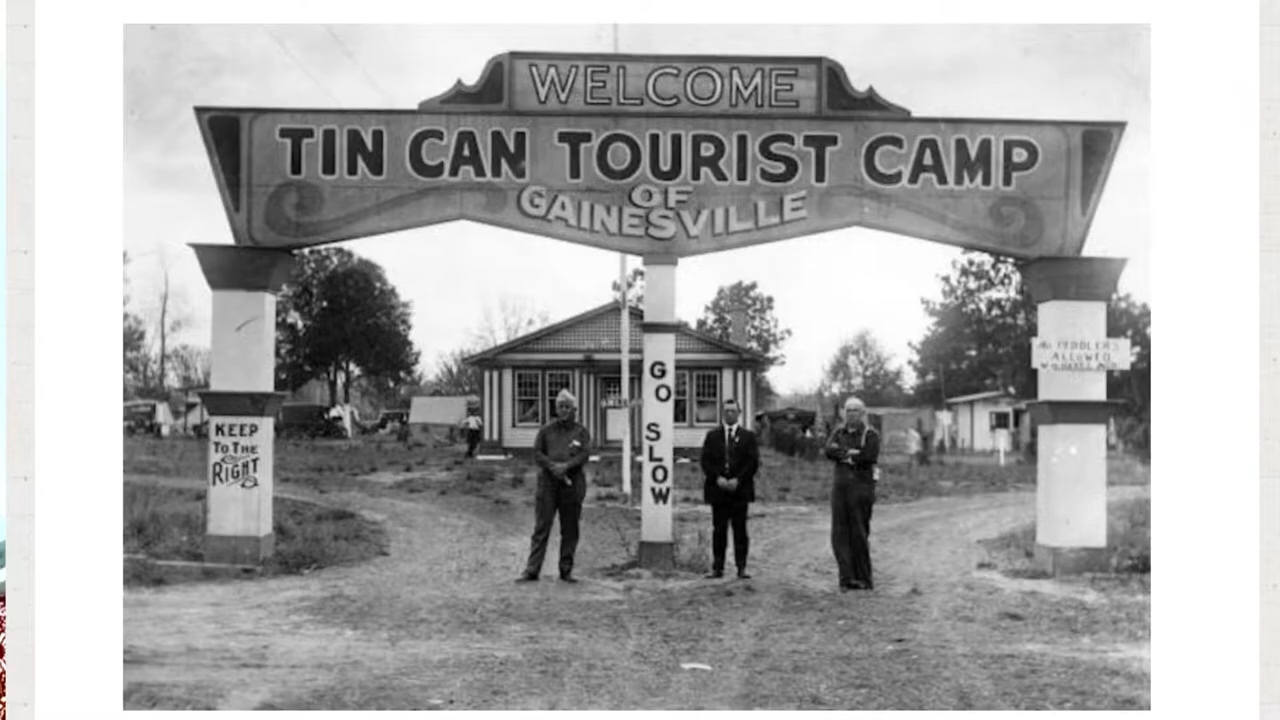 WELCOME
TIN CAN TOURIST CAMP
OF
GAINESVILLE
KEEP
TO THE
RIGHT
GO SLOW
PEDDLERS
ALLOWED